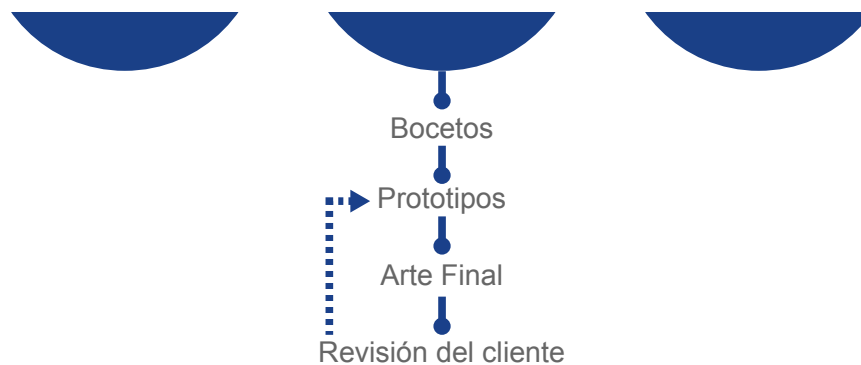 Bocetos
Prototipos
Arte Final
Revisión del cliente